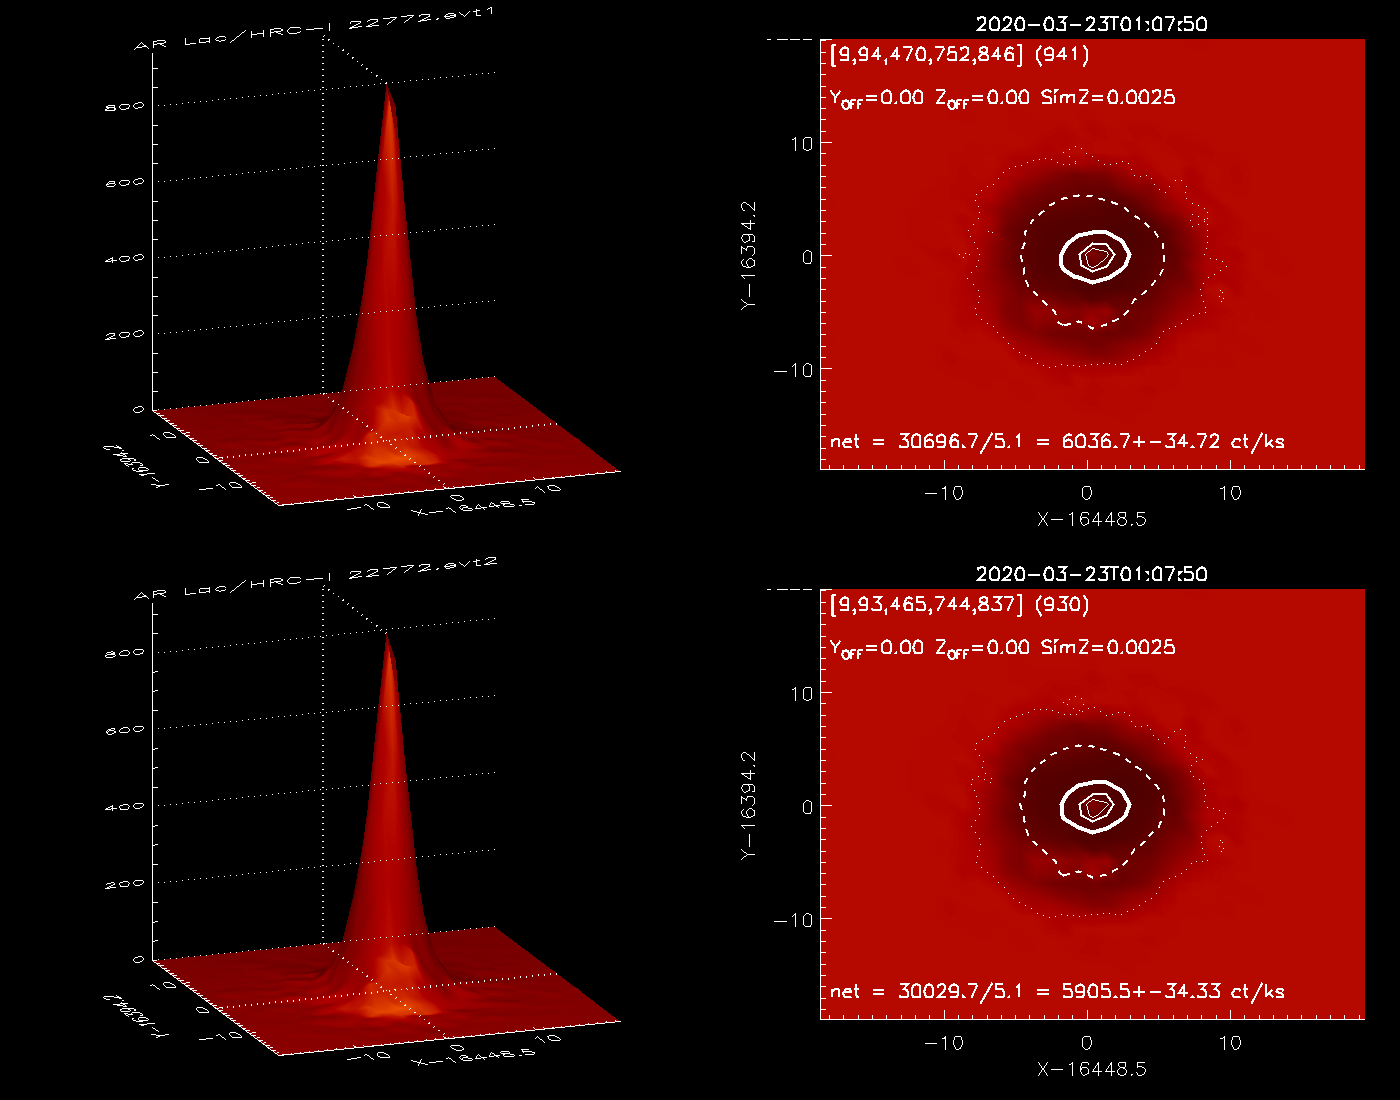 AR Lac/HRC-I 22772.evt1
800
600
400
200
0
10
0
-10
Y-16394.2
-10
0
10
X-16448.5
2020-03-23T01:07:50
[9,94,470,752,846] (941)
YOFF=0.00 ZOFF=0.00 SimZ=0.0025
10
0
-10
Y-16394.2
net = 30696.7/5.1 = 6036.7+-34.72 ct/ks
-10
0
10
X-16448.5
AR Lac/HRC-I 22772.evt2
800
600
400
200
0
10
0
-10
Y-16394.2
-10
0
10
X-16448.5
2020-03-23T01:07:50
[9,93,465,744,837] (930)
YOFF=0.00 ZOFF=0.00 SimZ=0.0025
10
0
-10
Y-16394.2
net = 30029.7/5.1 = 5905.5+-34.33 ct/ks
-10
0
10
X-16448.5